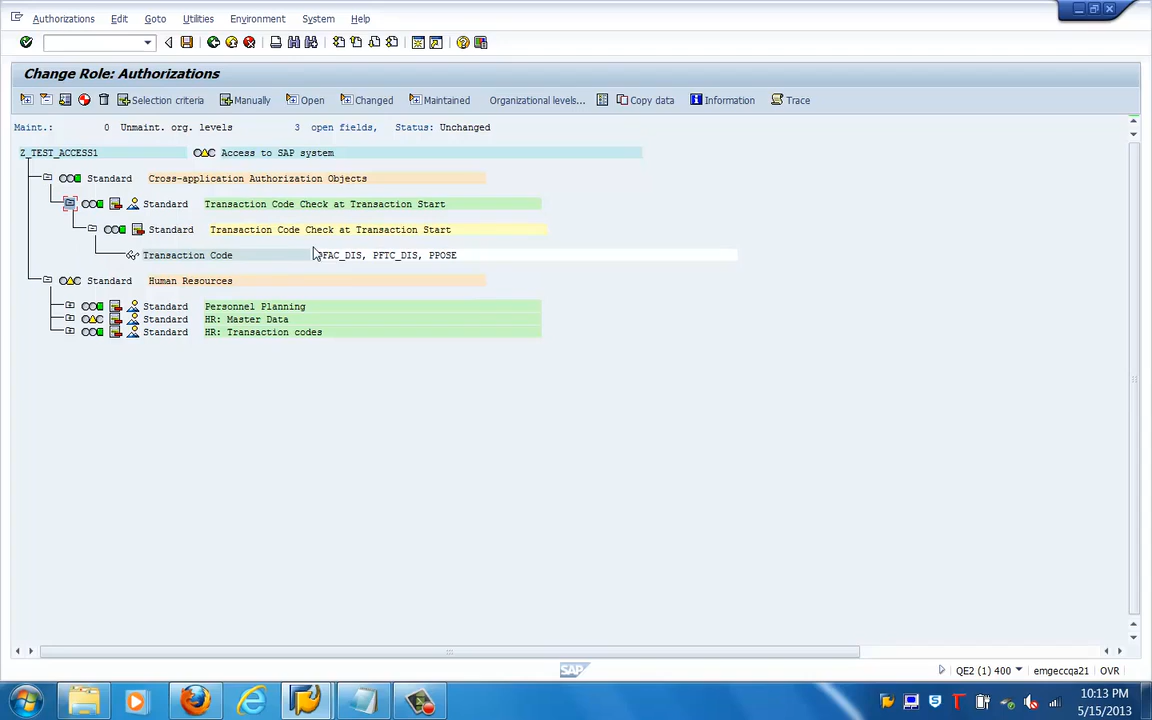 Authorizations Edit Goto Utilities Environment System Help
Change Role: Authorizations
Selection criteria Manually Open Changed Maintained Organizational levels... Copy data Information Trace
Maint.: 0 Unmaint. org. levels 3 open fields, Status: Unchanged
Z_TEST_ACCESS1 Access to SAP system
Standard Cross-application Authorization Objects
Standard Transaction Code Check at Transaction Start
Standard Transaction Code Check at Transaction Start
Transaction Code PFAC_DIS, PFTC_DIS, PPOSE
Standard Human Resources
Standard Personnel Planning
Standard HR: Master Data
Standard HR: Transaction codes
SAP
QE2 (1) 400 emgeccqa21 OVR
10:13 PM
5/15/2013